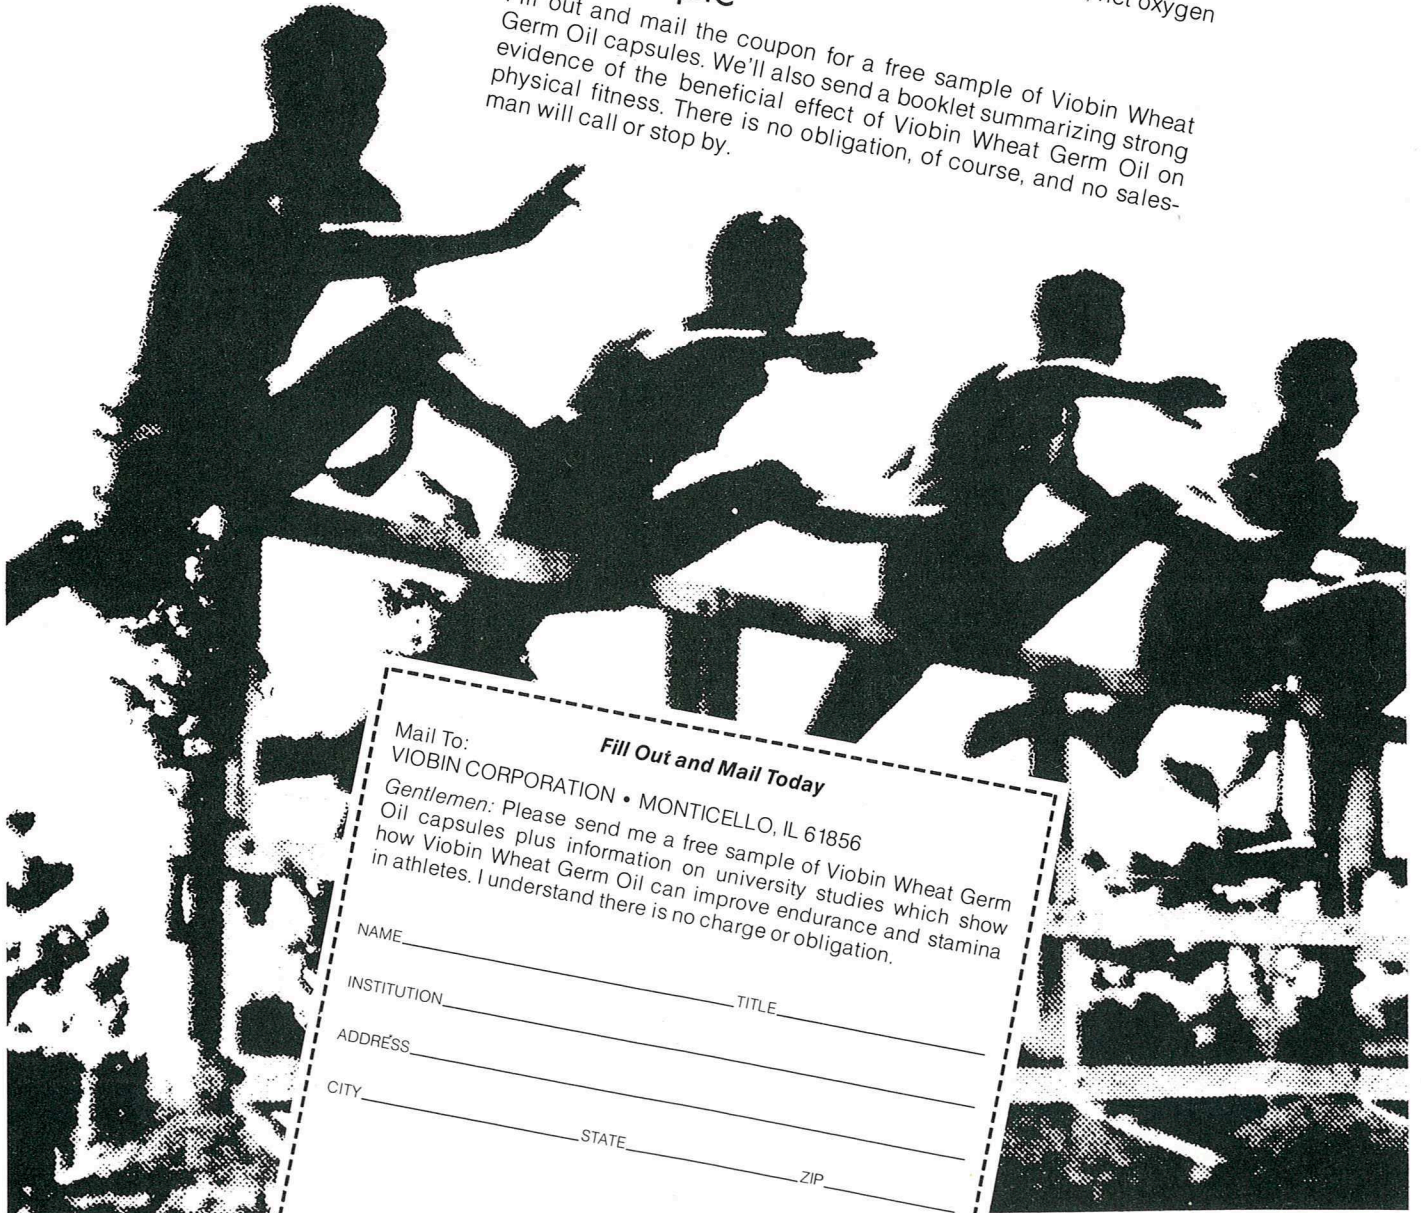 oxygen
Fill out and mail the coupon for a free sample of Viobin Wheat
Germ Oil capsules. We'll also send a booklet summarizing strong
evidence of the beneficial effect of Viobin Wheat Germ Oil on
physical fitness. There is no obligation, of course, and no sales-
man will call or stop by.
Mail To:
Fill Out and Mail Today
VIOBIN CORPORATION • MONTICELLO, IL 61856
Gentlemen: Please send me a free sample of Viobin Wheat Germ
Oil capsules plus information on university studies which show
how Viobin Wheat Germ Oil can improve endurance and stamina
in athletes. I understand there is no charge or obligation.
NAME TITLE
INSTITUTION
ADDRESS
CITY STATE ZIP